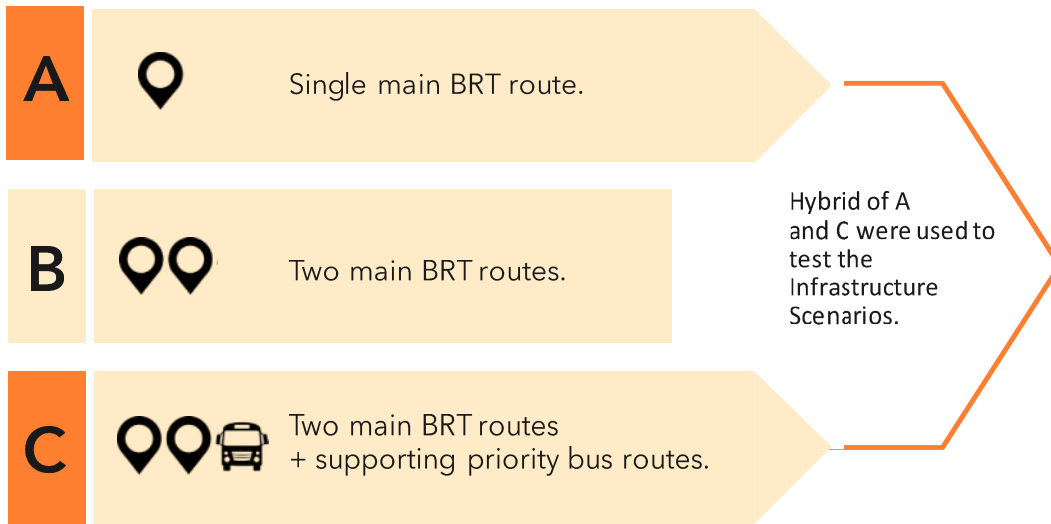 A
Single main BRT route.
B
Two main BRT routes.
C
Two main BRT routes
+ supporting priority bus routes.
Hybrid of A
and C were used to
test the
Infrastructure
Scenarios.